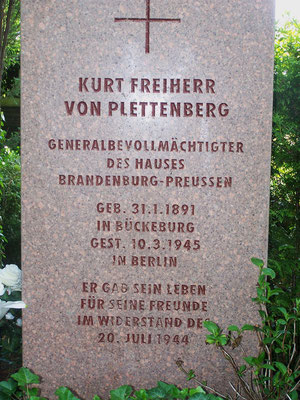 KURT FREIHERR
VON PLETTENBERG
GENERALBEVOLLMÄCHTIGTER
DES HAUSES
BRANDENBURG-PREUSSEN
GEB. 31.1.1891
IN BÜCKEBURG
GEST. 10.3.1945
IN BERLIN
ER GAB SEIN LEBEN
FÜR SEINE FREUNDE
IM WIDERSTAND DES
20. JULI 1944